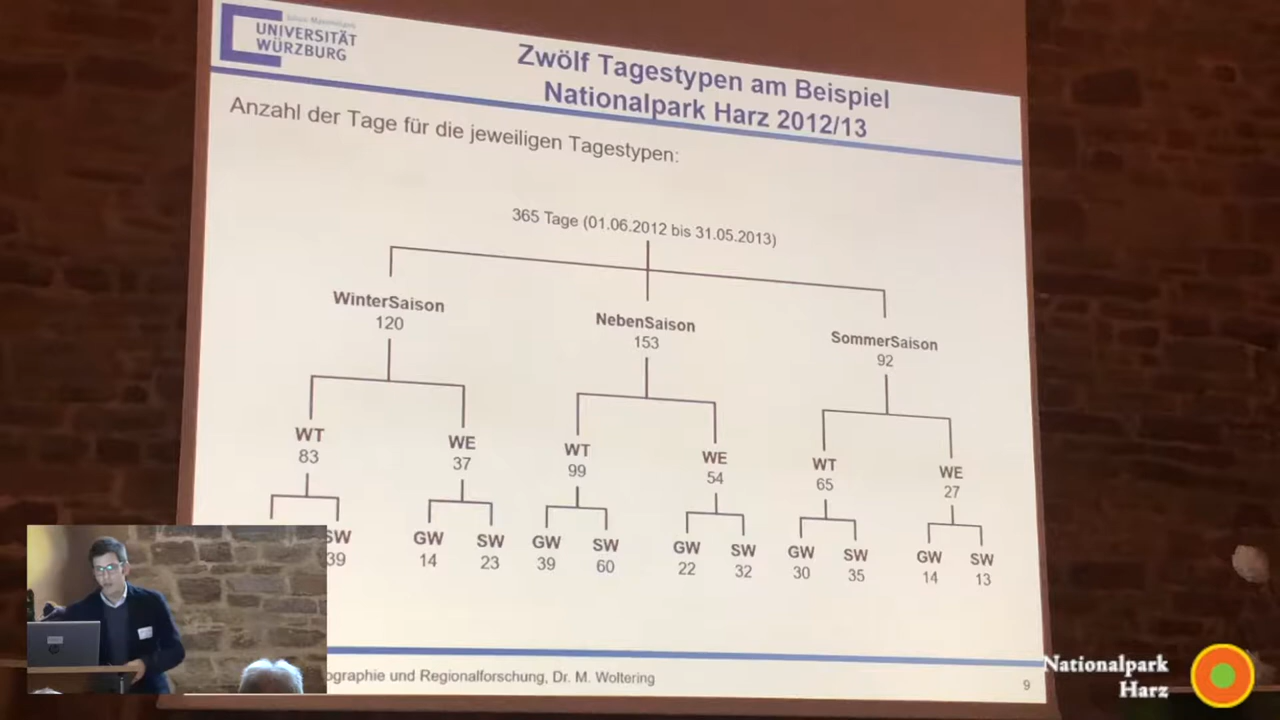 Julius-Maximilians-
UNIVERSITÄT
WÜRZBURG
Zwölf Tagestypen am Beispiel
Nationalpark Harz 2012/13
Anzahl der Tage für die jeweiligen Tagestypen:
365 Tage (01.06.2012 bis 31.05.2013)
WinterSaison
120
NebenSaison
153
SommerSaison
92
WT
83
WE
37
WT
99
WE
54
WT
65
WE
27
SW
39
GW
14
SW
23
GW
39
SW
60
GW
22
SW
32
GW
30
SW
35
GW
14
SW
13
ographie und Regionalforschung, Dr. M. Woltering
9
Nationalpark
Harz